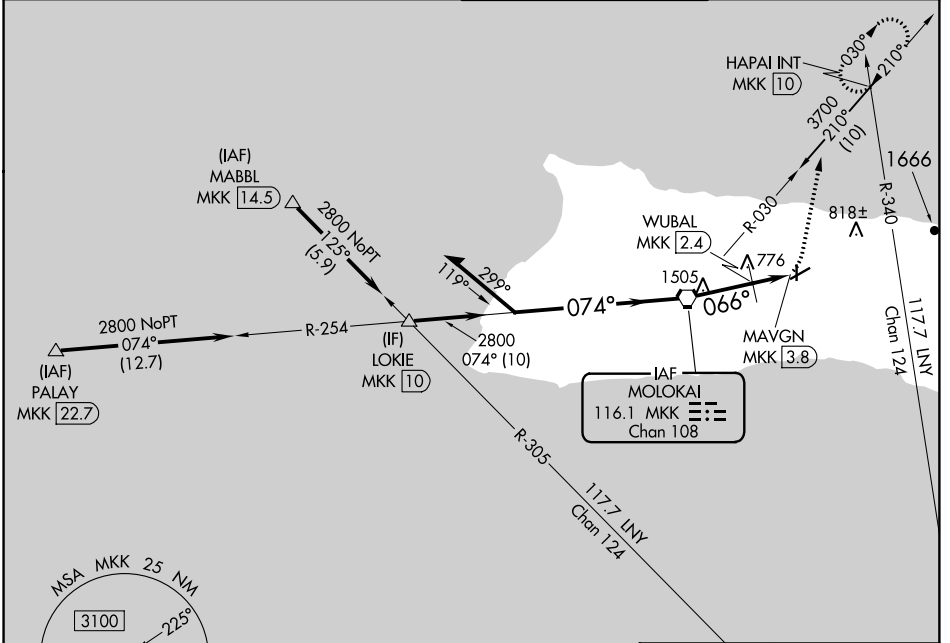 HAPAI INT
MKK 10
030°
210°
3700
210°
(10)
1666
(IAF)
MABBL
MKK 14.5
2800 NoPT
125°
(5.9)
R-030
R-340
818±
WUBAL
MKK 2.4
776
1505
299°
119°
074°
066°
2800 NoPT
074°
(12.7)
R-254
(IAF)
PALAY
MKK 22.7
(IF)
LOKIE
MKK 10
2800
074° (10)
MAVGN
MKK 3.8
117.7 LNY
Chan 124
IAF
MOLOKAI
116.1 MKK
Chan 108
R-305
117.7 LNY
Chan 124
MSA MKK 25 NM
3100
225°